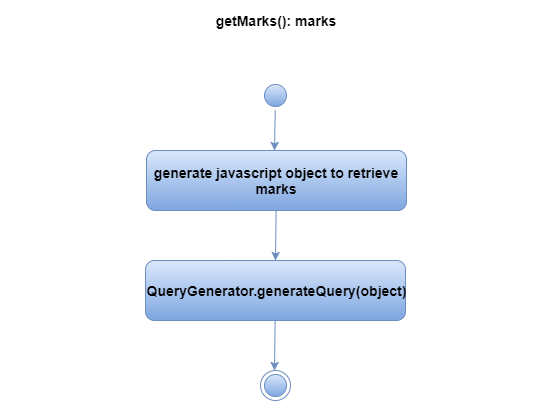 getMarks(): marks
generate javascript object to retrieve
marks
QueryGenerator.generateQuery(object)